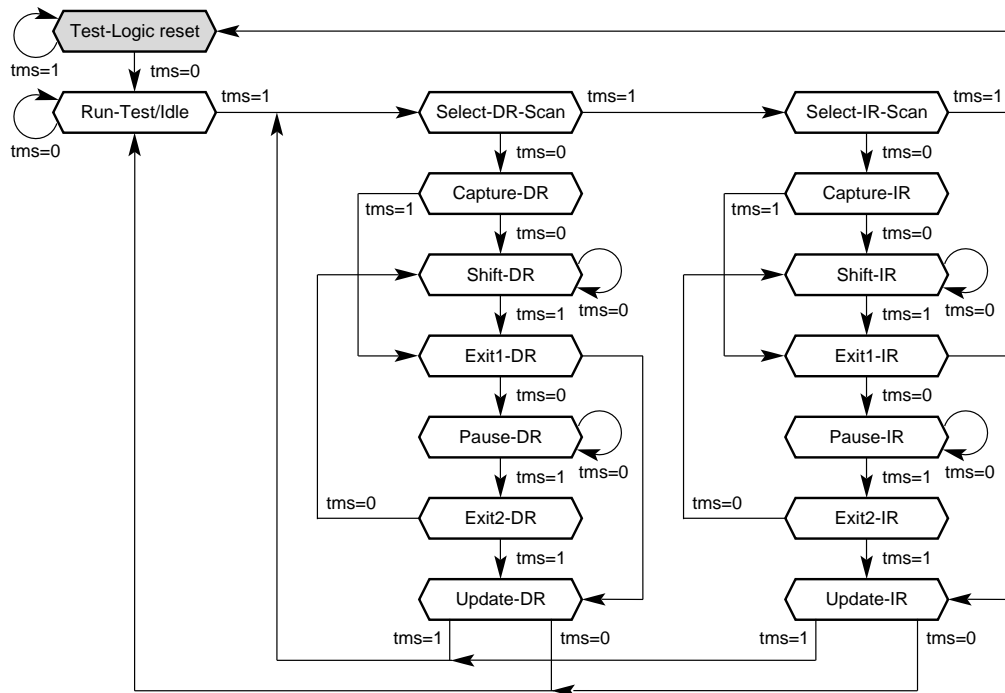 Test-Logic reset
tms=1
tms=0
Run-Test/Idle
tms=1
Select-DR-Scan
tms=1
Select-IR-Scan
tms=1
tms=0
tms=0
tms=0
Capture-DR
Capture-IR
tms=1
tms=0
tms=1
tms=0
Shift-DR
Shift-IR
tms=1
tms=0
tms=1
tms=0
Exit1-DR
Exit1-IR
tms=0
tms=0
Pause-DR
Pause-IR
tms=1
tms=0
tms=1
tms=0
tms=0
Exit2-DR
tms=0
Exit2-IR
tms=1
tms=1
Update-DR
Update-IR
tms=1
tms=0
tms=1
tms=0